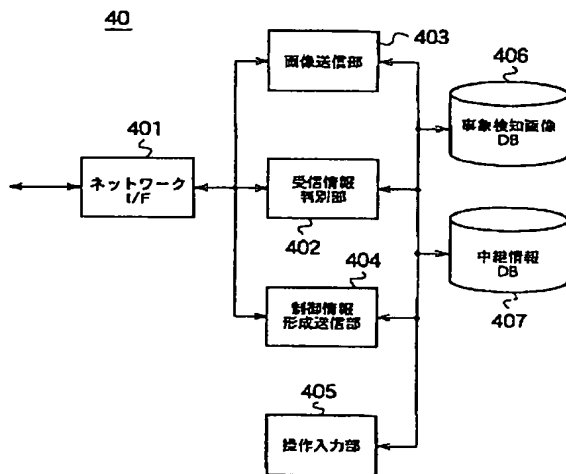 40
403
画像送信部
406
事象検知画像
DB
401
ネットワーク
I/F
受信情報
判別部
402
中継情報
DB
407
404
制御情報
形成送信部
405
操作入力部